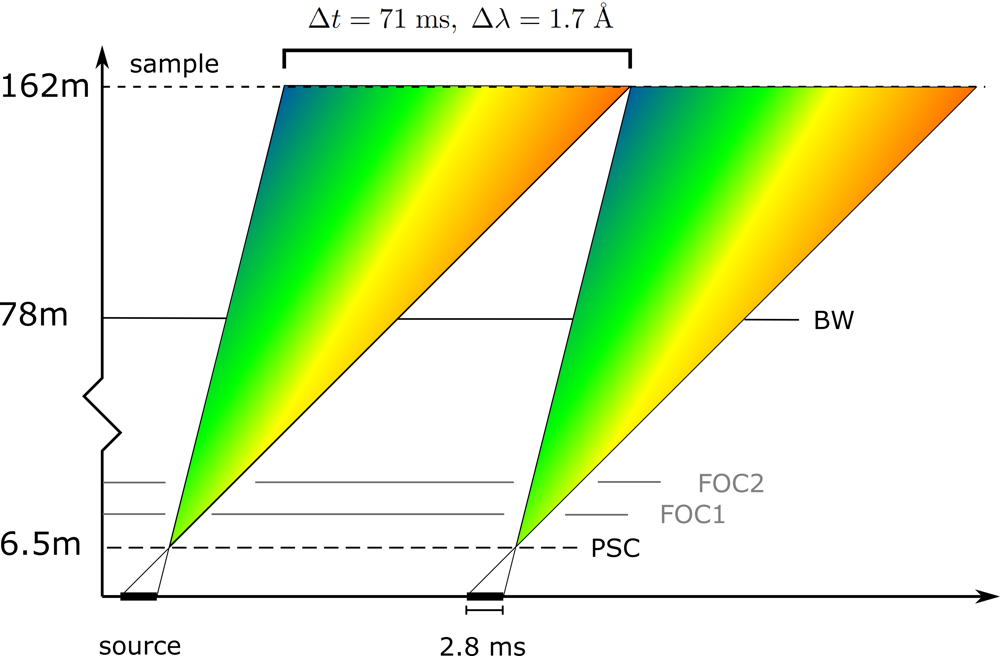 Δt = 71 ms, Δλ = 1.7 Å
sample
162m
78m
BW
FOC2
FOC1
6.5m
PSC
source
2.8 ms